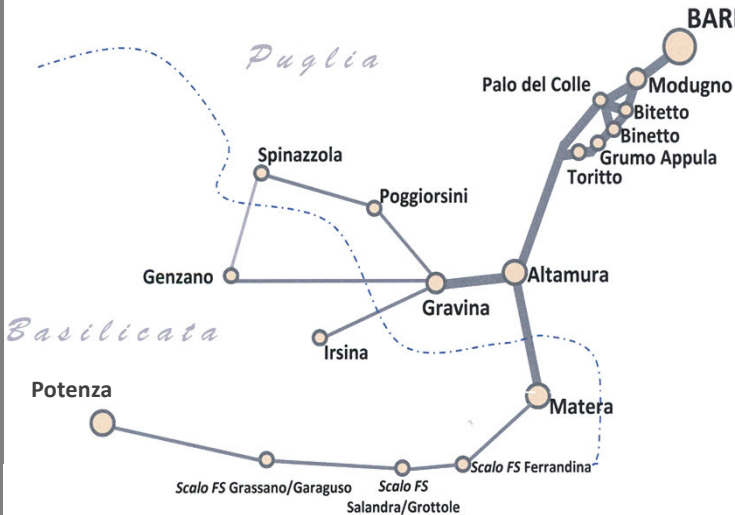 BARI
Puglia
Palo del Colle
Modugno
Bitetto
Binetto
Grumo Appula
Toritto
Spinazzola
Poggiorsini
Genzano
Altamura
Gravina
Basilicata
Irsina
Potenza
Matera
Scalo FS Ferrandina
Scalo FS Grassano/Garaguso
Scalo FS
Salandra/Grottole